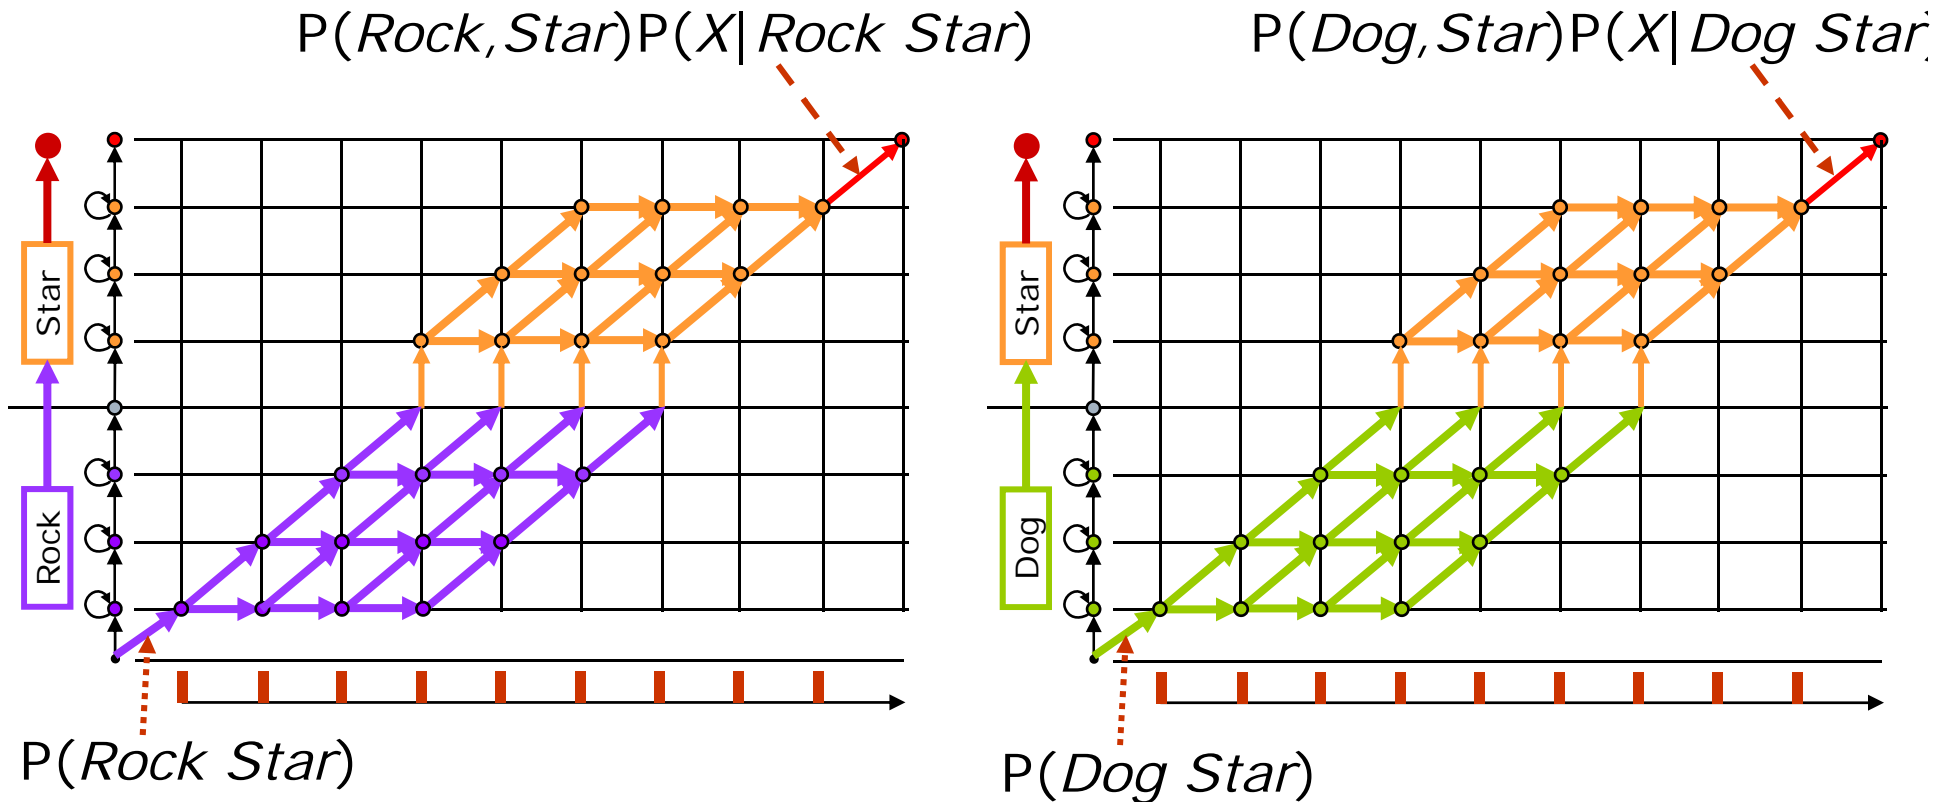 P(Rock,Star)P(X|Rock Star)
P(Dog,Star)P(X|Dog Star)
Star
Rock
Star
Dog
P(Rock Star)
P(Dog Star)